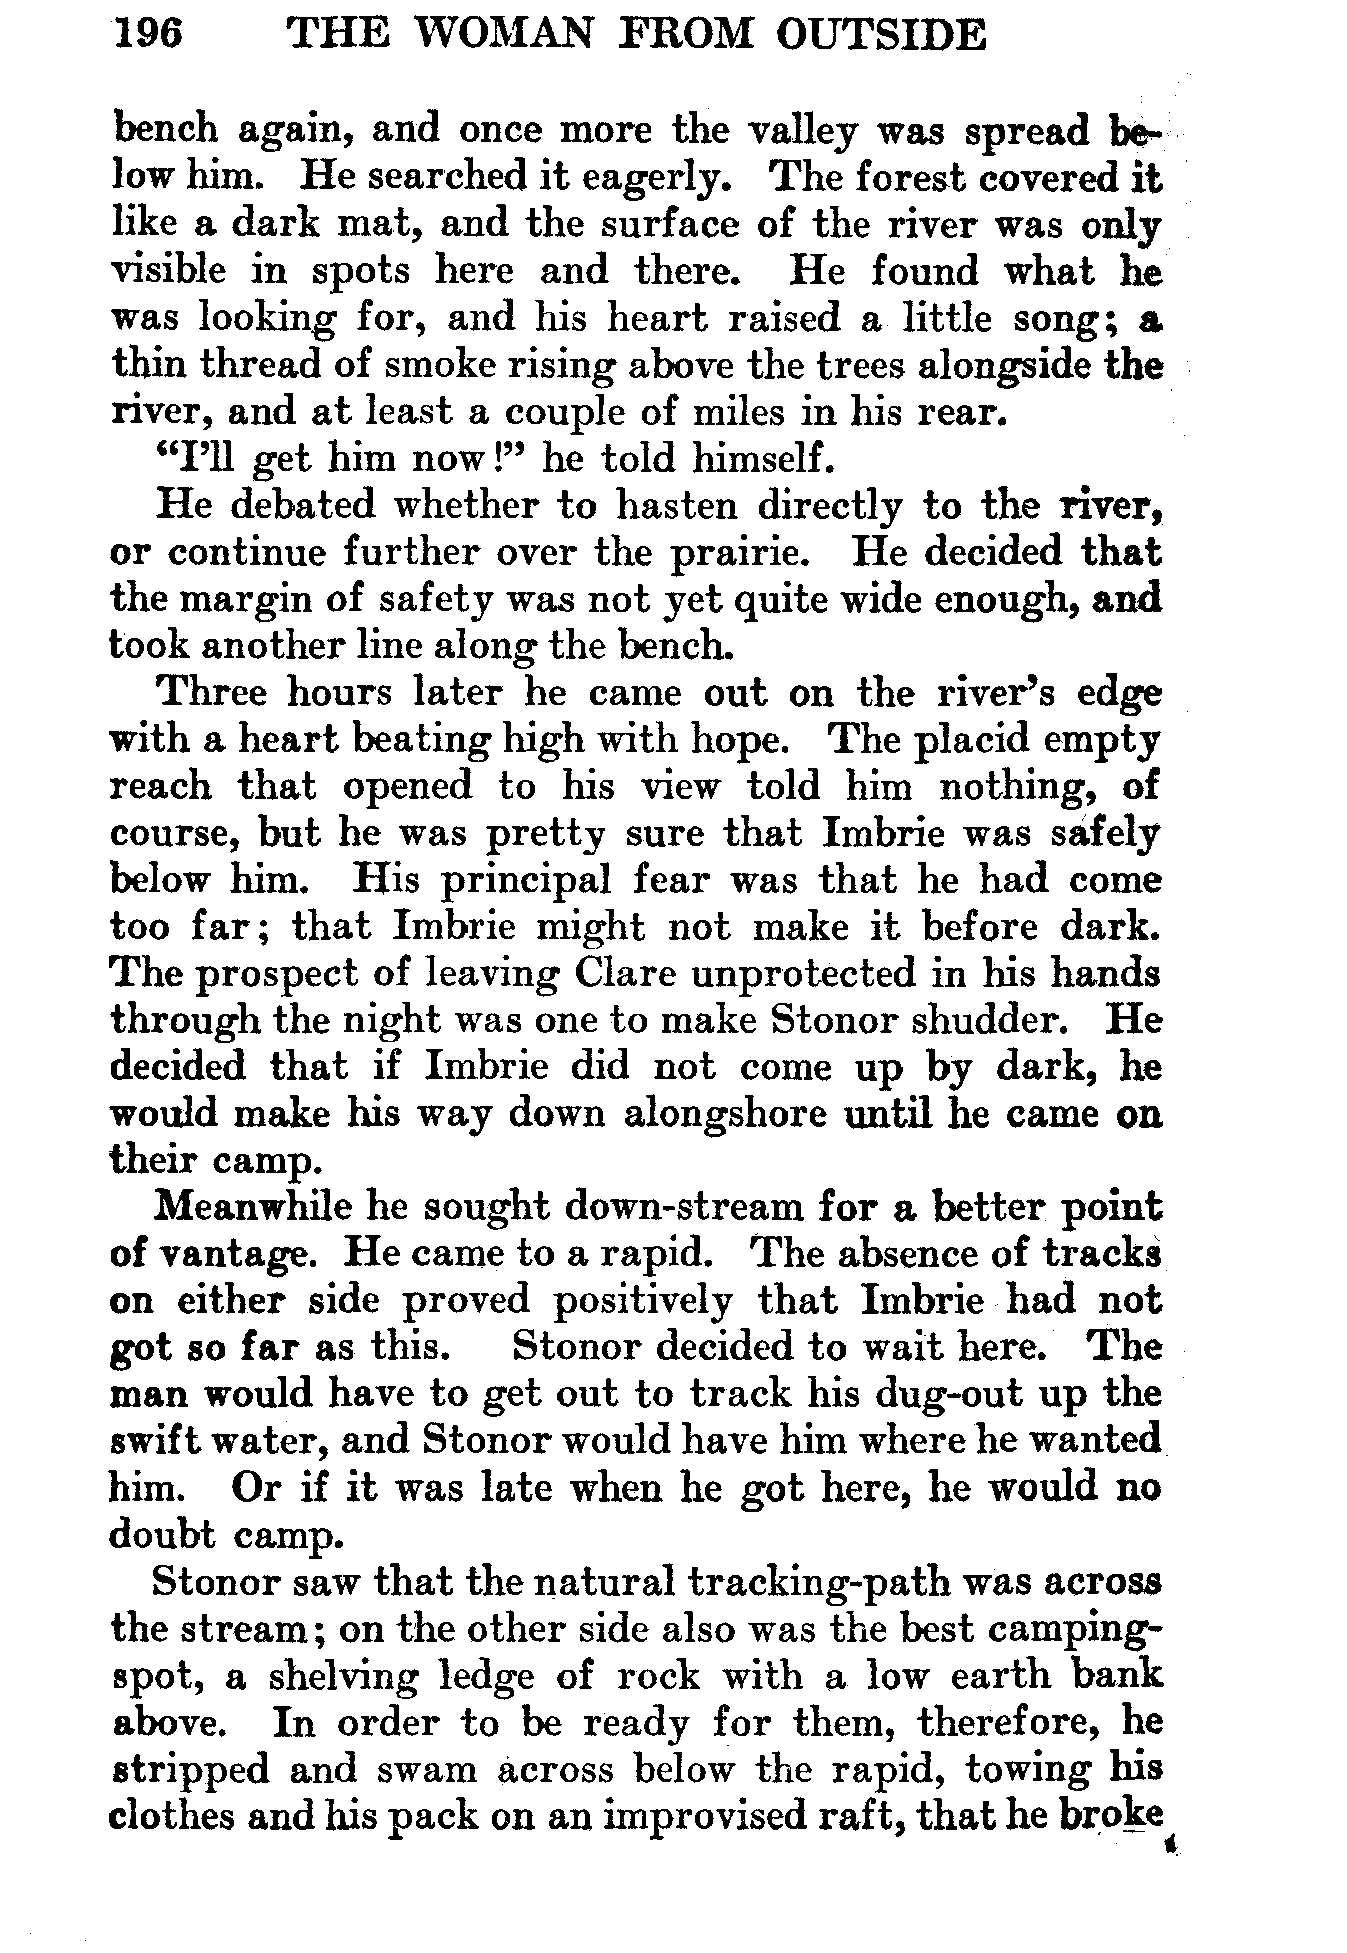 196 THE WOMAN FROM OUTSIDE
bench again, and once more the valley was spread be-
low him. He searched it eagerly. The forest covered it
like a dark mat, and the surface of the river was only
visible in spots here and there. He found what he
was looking for, and his heart raised a little song; a
thin thread of smoke rising above the trees alongside the
river, and at least a couple of miles in his rear.
“I’ll get him now!” he told himself.
He debated whether to hasten directly to the river,
or continue further over the prairie. He decided that
the margin of safety was not yet quite wide enough, and
took another line along the bench.
Three hours later he came out on the river’s edge
with a heart beating high with hope. The placid empty
reach that opened to his view told him nothing, of
course, but he was pretty sure that Imbrie was safely
below him. His principal fear was that he had come
too far; that Imbrie might not make it before dark.
The prospect of leaving Clare unprotected in his hands
through the night was one to make Stonor shudder. He
decided that if Imbrie did not come up by dark, he
would make his way down alongshore until he came on
their camp.
Meanwhile he sought down-stream for a better point
of vantage. He came to a rapid. The absence of tracks
on either side proved positively that Imbrie had not
got so far as this. Stonor decided to wait here. The
man would have to get out to track his dug-out up the
swift water, and Stonor would have him where he wanted
him. Or if it was late when he got here, he would no
doubt camp.
Stonor saw that the natural tracking-path was across
the stream; on the other side also was the best camping-
spot, a shelving ledge of rock with a low earth bank
above. In order to be ready for them, therefore, he
stripped and swam across below the rapid, towing his
clothes and his pack on an improvised raft, that he broke